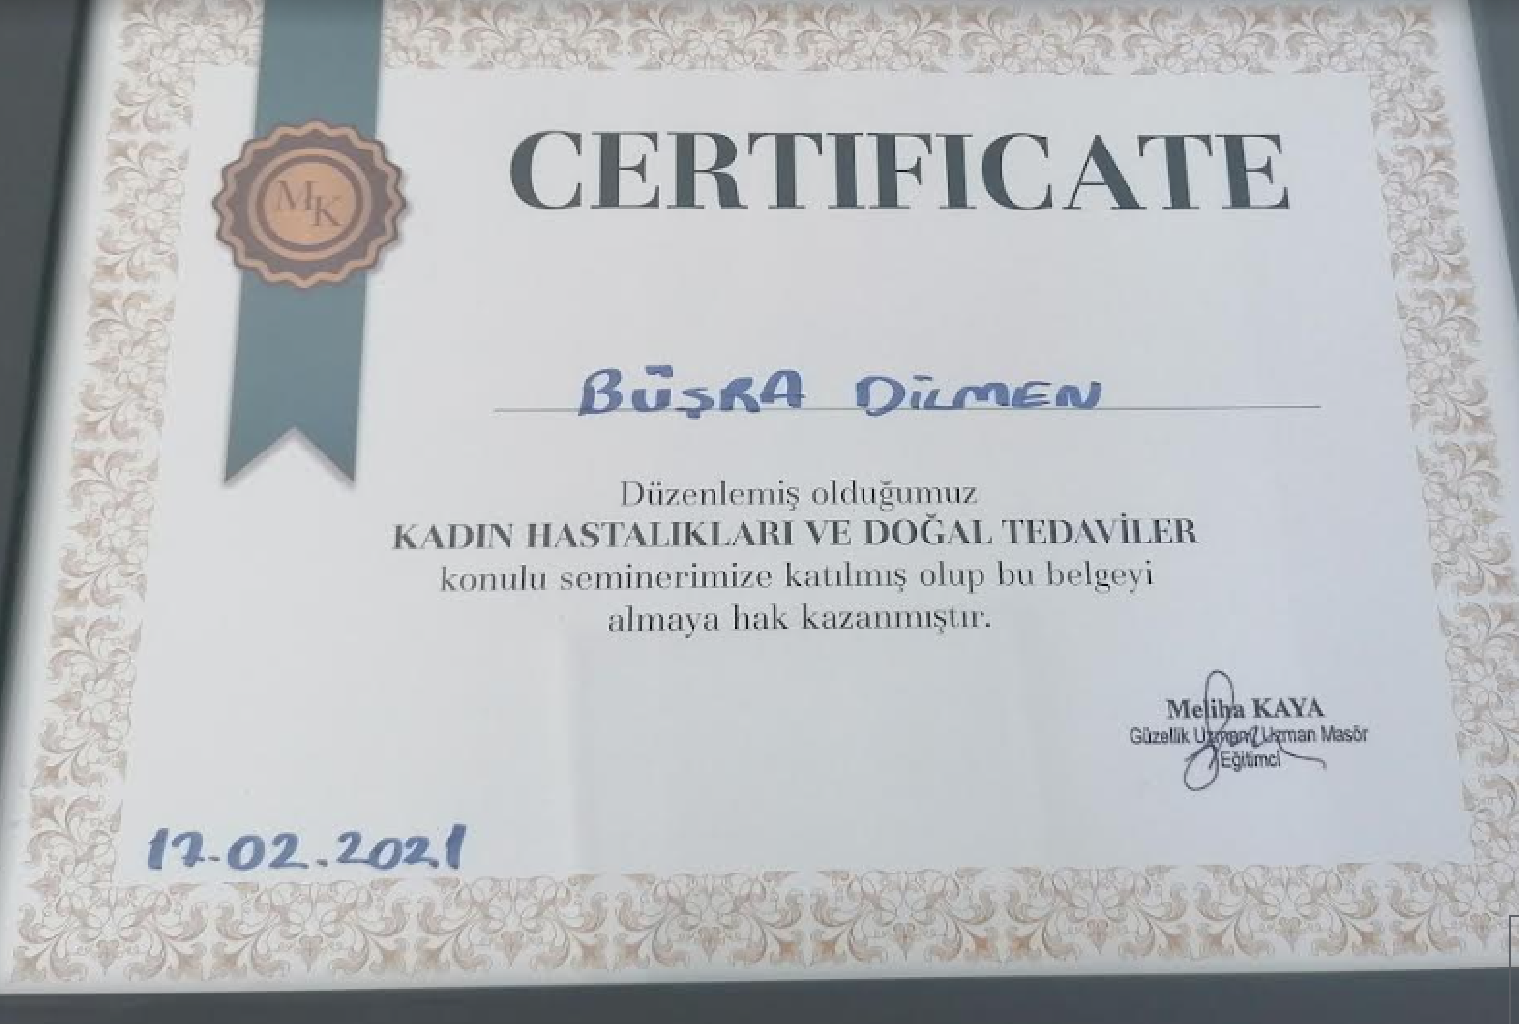 MK
CERTIFICATE
BÜŞRA DİLMEN
Düzenlemiş olduğumuz
KADIN HASTALIKLARI VE DOĞAL TEDAVİLER
konulu seminerimize katılmış olup bu belgeyi
almaya hak kazanmıştır.
Meliha KAYA
Güzellik Uzmanı/Uzman Masör
Eğitimci
17.02.2021